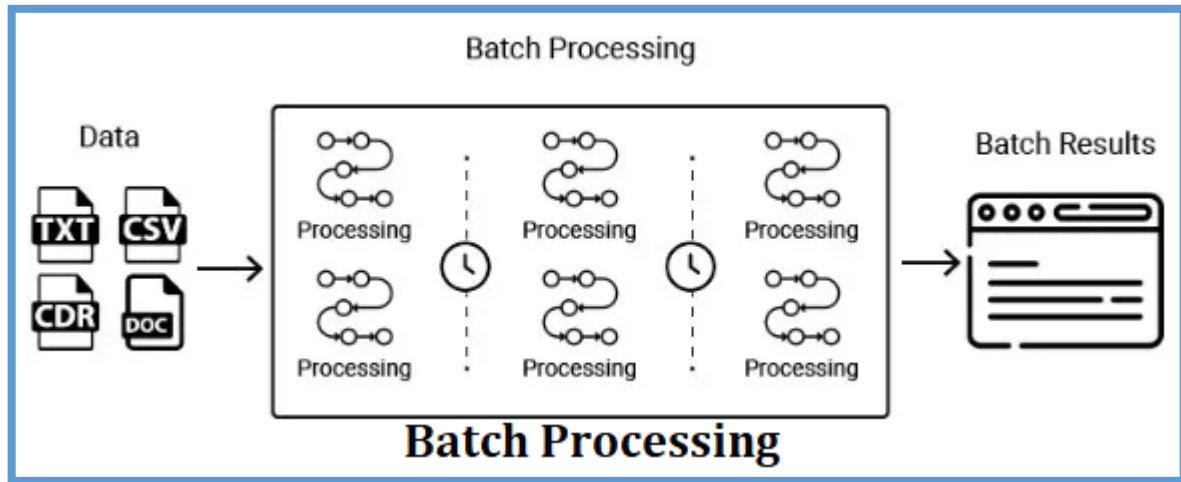 Batch Processing
Data
Batch Results
TXT CSV
CDR DOC
Processing Processing Processing
Processing Processing Processing
Batch Processing